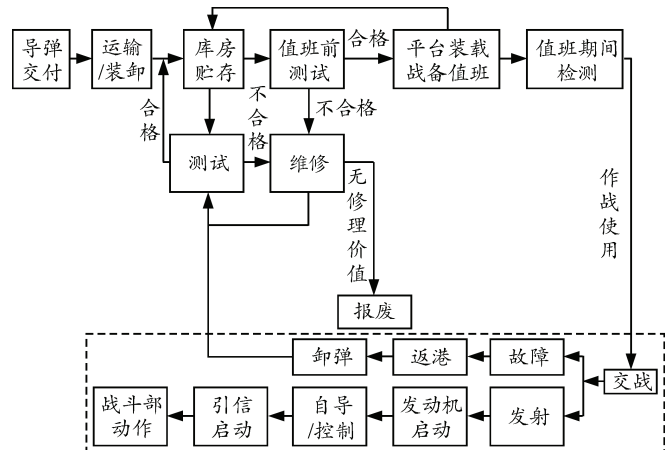 导弹
交付
运输
/装卸
库房
贮存
值班前
测试
合格
平台装载
战备值班
值班期间
检测
合格
不合格
不合格
测试
维修
无修理价值
作战使用
报废
卸弹
返港
故障
交战
战斗部
动作
引信
启动
自导
/控制
发动机
启动
发射